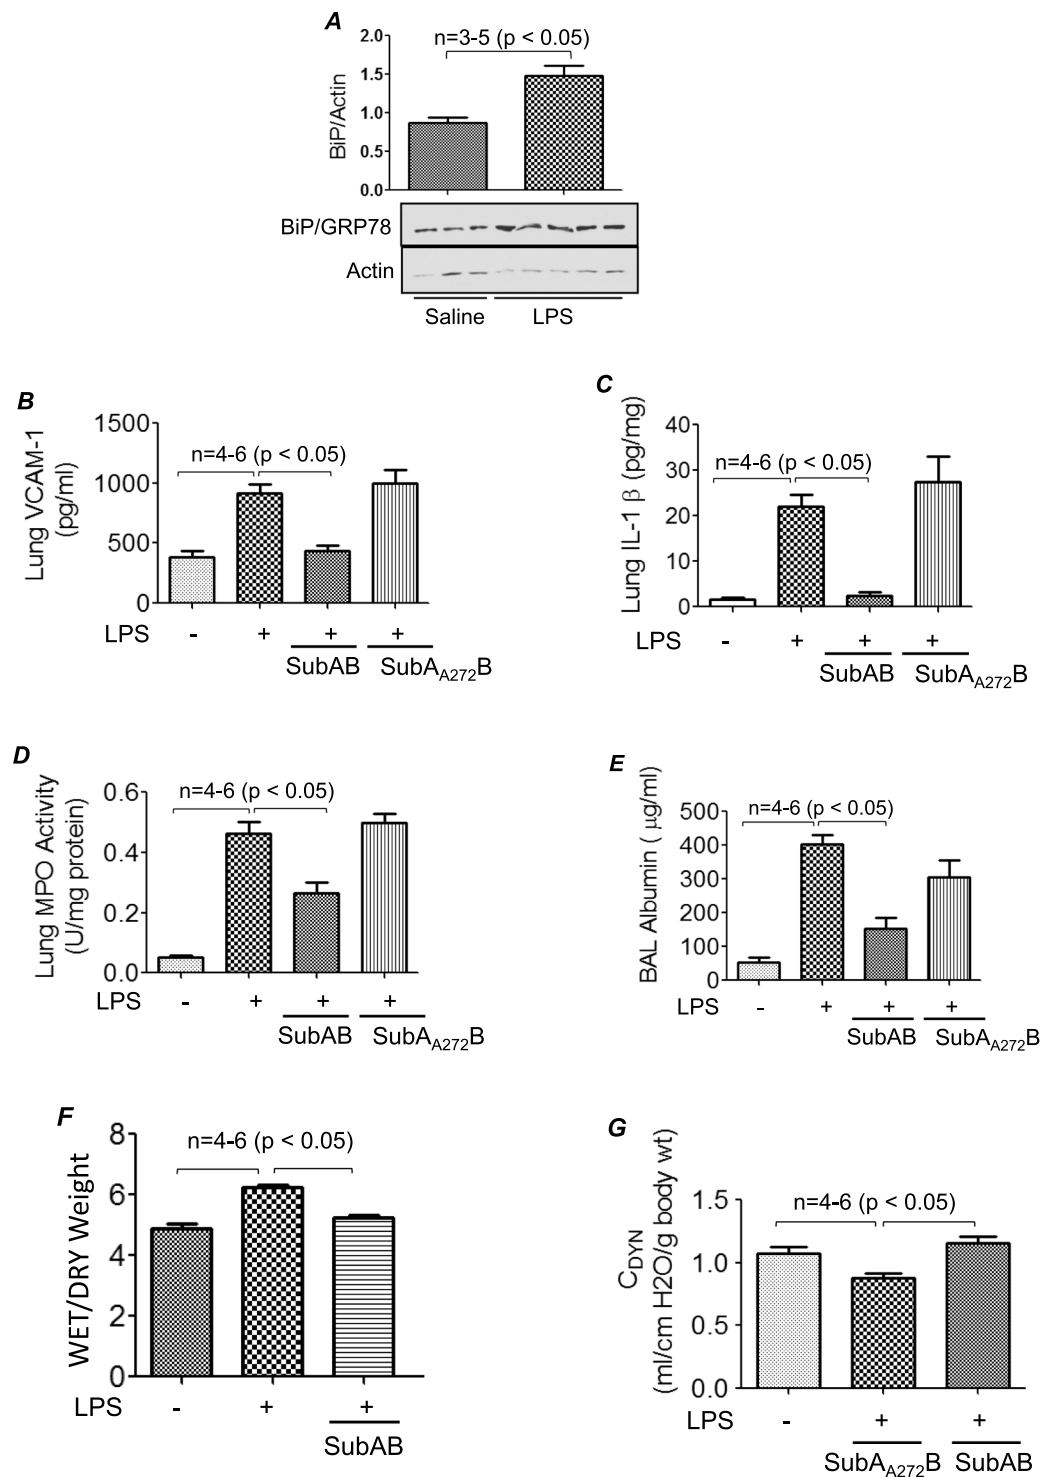 A
n=3-5 (p < 0.05)
BiP/Actin
2.0
1.5
1.0
0.5
0.0
BiP/GRP78
Actin
Saline LPS
B
Lung VCAM-1
(pg/ml)
n=4-6 (p < 0.05)
1500
1000
500
0
LPS - + + +
SubAB SubA_A272B
C
Lung IL-1 β (pg/mg)
n=4-6 (p < 0.05)
40
30
20
10
0
LPS - + + +
SubAB SubA_A272B
D
Lung MPO Activity
(U/mg protein)
n=4-6 (p < 0.05)
0.6
0.4
0.2
0.0
LPS - + + +
SubAB SubA_A272B
E
BAL Albumin ( μg/ml)
n=4-6 (p < 0.05)
500
400
300
200
100
0
LPS - + + +
SubAB SubA_A272B
F
WET/DRY Weight
n=4-6 (p < 0.05)
8
6
4
2
0
LPS - + +
SubAB
G
C_DYN
(ml/cm H2O/g body wt)
n=4-6 (p < 0.05)
1.5
1.0
0.5
0.0
LPS - + +
SubA_A272B SubAB